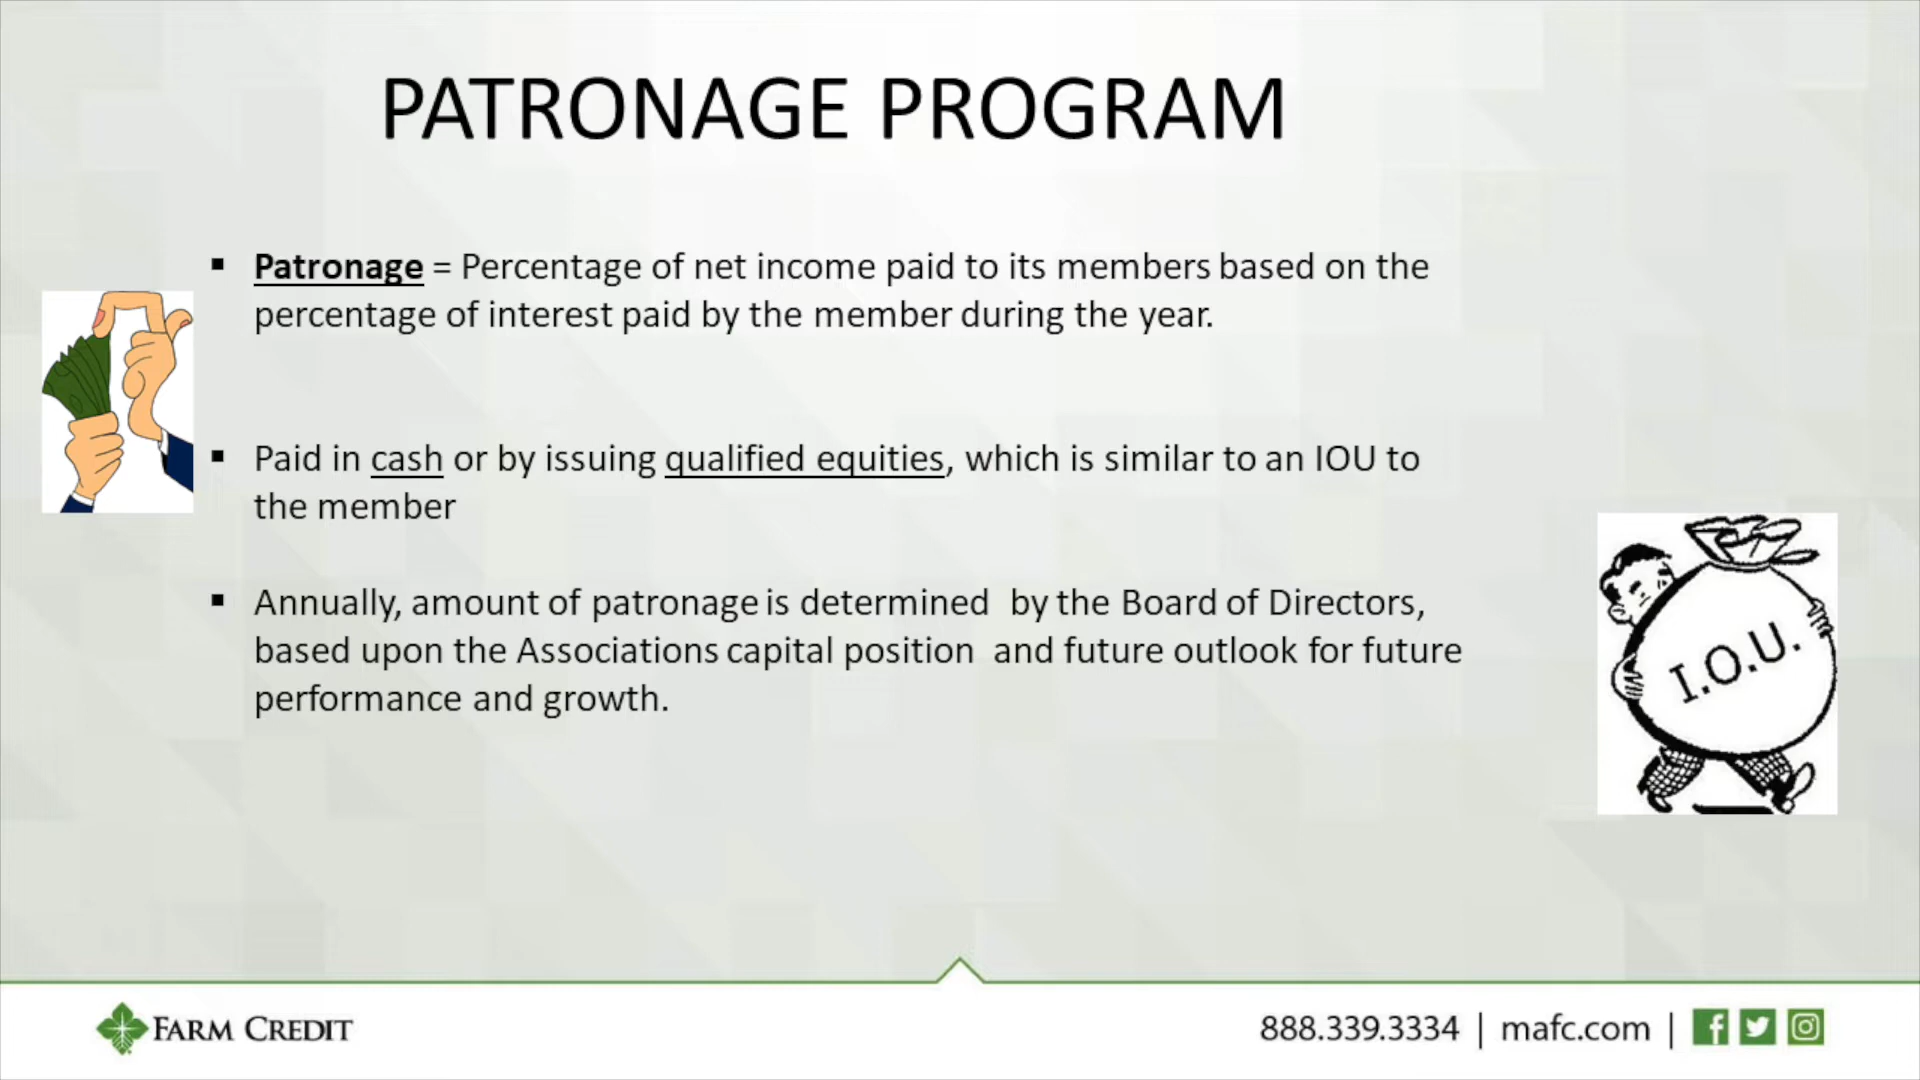 PATRONAGE PROGRAM
▪ Patronage = Percentage of net income paid to its members based on the
percentage of interest paid by the member during the year.
▪ Paid in cash or by issuing qualified equities, which is similar to an IOU to
the member
▪ Annually, amount of patronage is determined by the Board of Directors,
based upon the Associations capital position and future outlook for future
performance and growth.
I.O.U.
FARM CREDIT
888.339.3334 | mafc.com |